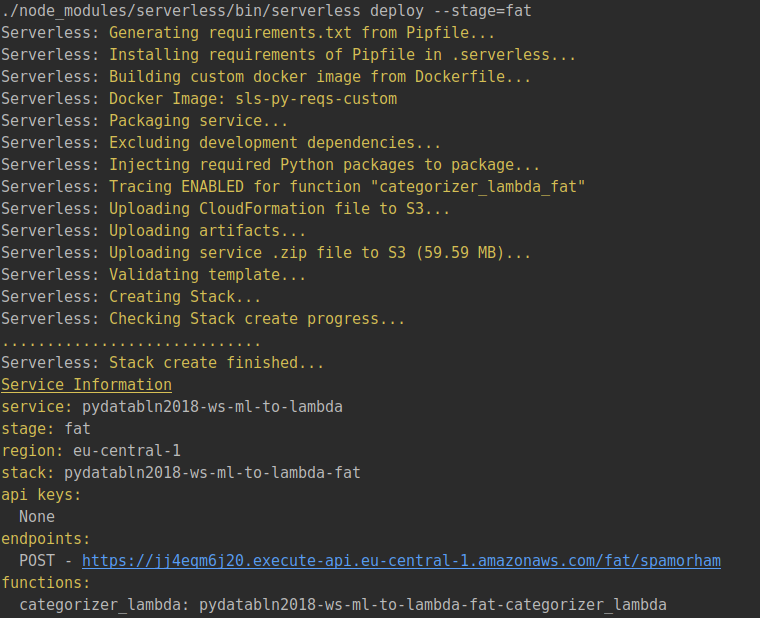 ./node_modules/serverless/bin/serverless deploy --stage=fat
Serverless: Generating requirements.txt from Pipfile...
Serverless: Installing requirements of Pipfile in .serverless...
Serverless: Building custom docker image from Dockerfile...
Serverless: Docker Image: sls-py-reqs-custom
Serverless: Packaging service...
Serverless: Excluding development dependencies...
Serverless: Injecting required Python packages to package...
Serverless: Tracing ENABLED for function "categorizer_lambda_fat"
Serverless: Uploading CloudFormation file to S3...
Serverless: Uploading artifacts...
Serverless: Uploading service .zip file to S3 (59.59 MB)...
Serverless: Validating template...
Serverless: Creating Stack...
Serverless: Checking Stack create progress...
.............................
Serverless: Stack create finished...
Service Information
service: pydatabln2018-ws-ml-to-lambda
stage: fat
region: eu-central-1
stack: pydatabln2018-ws-ml-to-lambda-fat
api keys:
  None
endpoints:
  POST - https://jj4eqm6j20.execute-api.eu-central-1.amazonaws.com/fat/spamorham
functions:
  categorizer_lambda: pydatabln2018-ws-ml-to-lambda-fat-categorizer_lambda